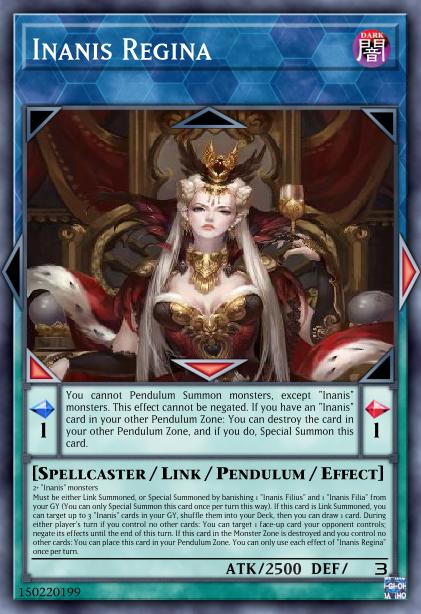 Inanis Regina
DARK
闇
You cannot Pendulum Summon monsters, except "Inanis"
monsters. This effect cannot be negated. If you have an "Inanis"
card in your other Pendulum Zone: You can destroy the card in
your other Pendulum Zone, and if you do, Special Summon this
card.
1
1
[Spellcaster / Link / Pendulum / Effect]
2+ "Inanis" monsters
Must be either Link Summoned, or Special Summoned by banishing 1 "Inanis Filius" and 1 "Inanis Filia" from
your GY (You can only Special Summon this card once per turn this way). If this card is Link Summoned, you
can target up to 3 "Inanis" cards in your GY, shuffle them into your Deck, then you can draw 1 card. During
either player's turn if you control no other cards: You can target 1 face-up card your opponent controls;
negate its effects until the end of this turn. If this card in the Monster Zone is destroyed and you control no
other cards: You can place this card in your Pendulum Zone. You can only use each effect of "Inanis Regina"
once per turn.
ATK/2500 DEF/ 3
150220199